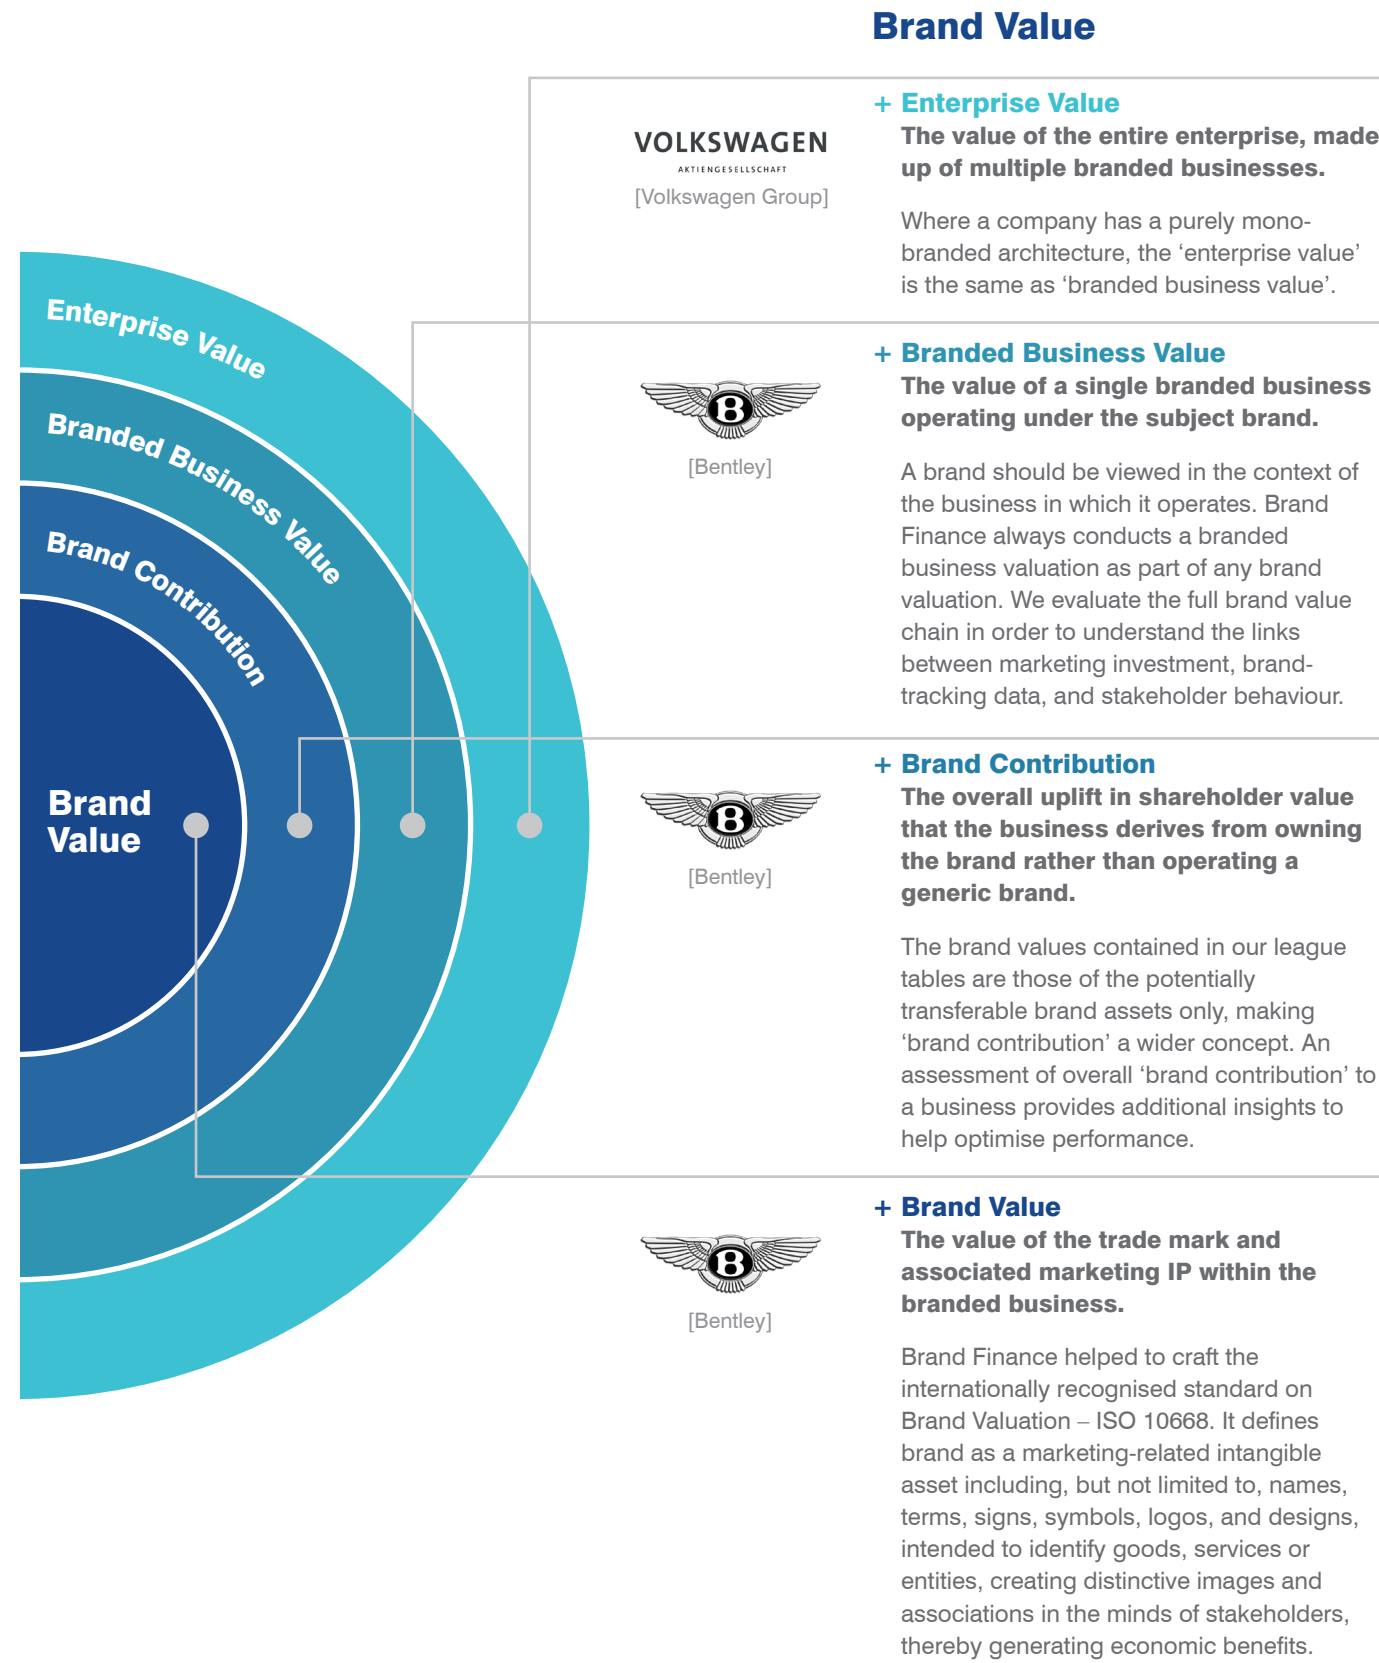 Brand Value
+ Enterprise Value
The value of the entire enterprise, made
up of multiple branded businesses.
VOLKSWAGEN
AKTIENGESELLSCHAFT
[Volkswagen Group]
Where a company has a purely mono-
branded architecture, the ‘enterprise value’
is the same as ‘branded business value’.
Enterprise Value
Branded Business Value
Brand Contribution
Brand
Value
+ Branded Business Value
The value of a single branded business
operating under the subject brand.
B
[Bentley]
A brand should be viewed in the context of
the business in which it operates. Brand
Finance always conducts a branded
business valuation as part of any brand
valuation. We evaluate the full brand value
chain in order to understand the links
between marketing investment, brand-
tracking data, and stakeholder behaviour.
+ Brand Contribution
The overall uplift in shareholder value
that the business derives from owning
the brand rather than operating a
generic brand.
B
[Bentley]
The brand values contained in our league
tables are those of the potentially
transferable brand assets only, making
‘brand contribution’ a wider concept. An
assessment of overall ‘brand contribution’ to
a business provides additional insights to
help optimise performance.
+ Brand Value
The value of the trade mark and
associated marketing IP within the
branded business.
B
[Bentley]
Brand Finance helped to craft the
internationally recognised standard on
Brand Valuation – ISO 10668. It defines
brand as a marketing-related intangible
asset including, but not limited to, names,
terms, signs, symbols, logos, and designs,
intended to identify goods, services or
entities, creating distinctive images and
associations in the minds of stakeholders,
thereby generating economic benefits.